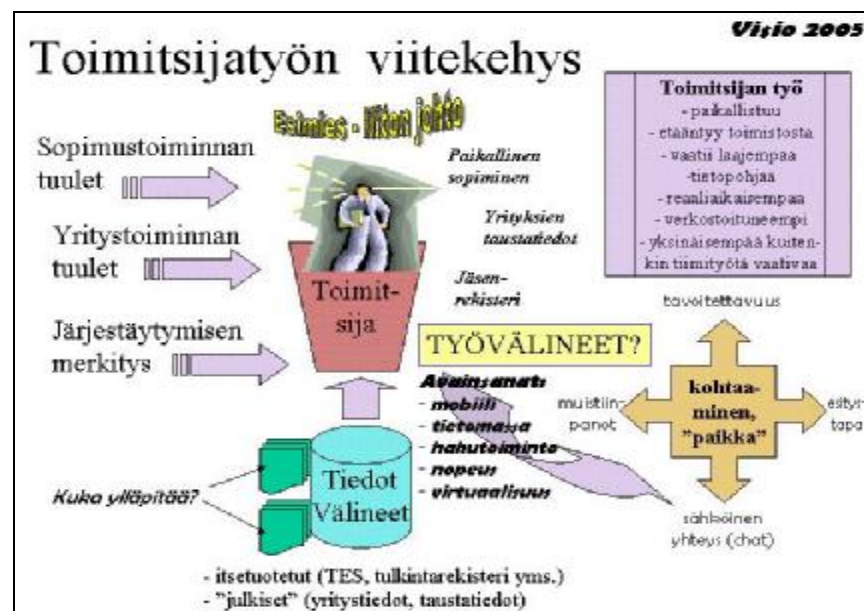 Visio 2005
Toimitsijatyön viitekehys
Esimies - liiton johto
Sopimustoiminnan
tuulet
Yritystoiminnan
tuulet
Järjestäytymisen
merkitys
Paikallinen
sopiminen
Yrityksien
taustatiedot
Jäsen-
rekisteri
Toimit-
sija
Toimitsijan työ
- paikallistuu
- etääntyy toimistosta
- vaatii laajempaa
-tietopohjaa
- reaaliaikaisempaa
- verkostoituneempi
- yksinäisempää kuiten-
kin tiimityötä vaativaa
TYÖVÄLINEET?
Avainsanat:
- mobiili
- tietomassa
- hakutoiminto
- nopeus
- virtuaalisuus
tavoitettavuus
muistiin-
panot
kohtaa-
minen,
"paikka"
esitys-
tapa
sähköinen
yhteys (chat)
Kuka ylläpitää?
Tiedot
Välineet
- itsetuotetut (TES, tulkintarekisteri yms.)
- "julkiset" (yritystiedot, taustatiedot)